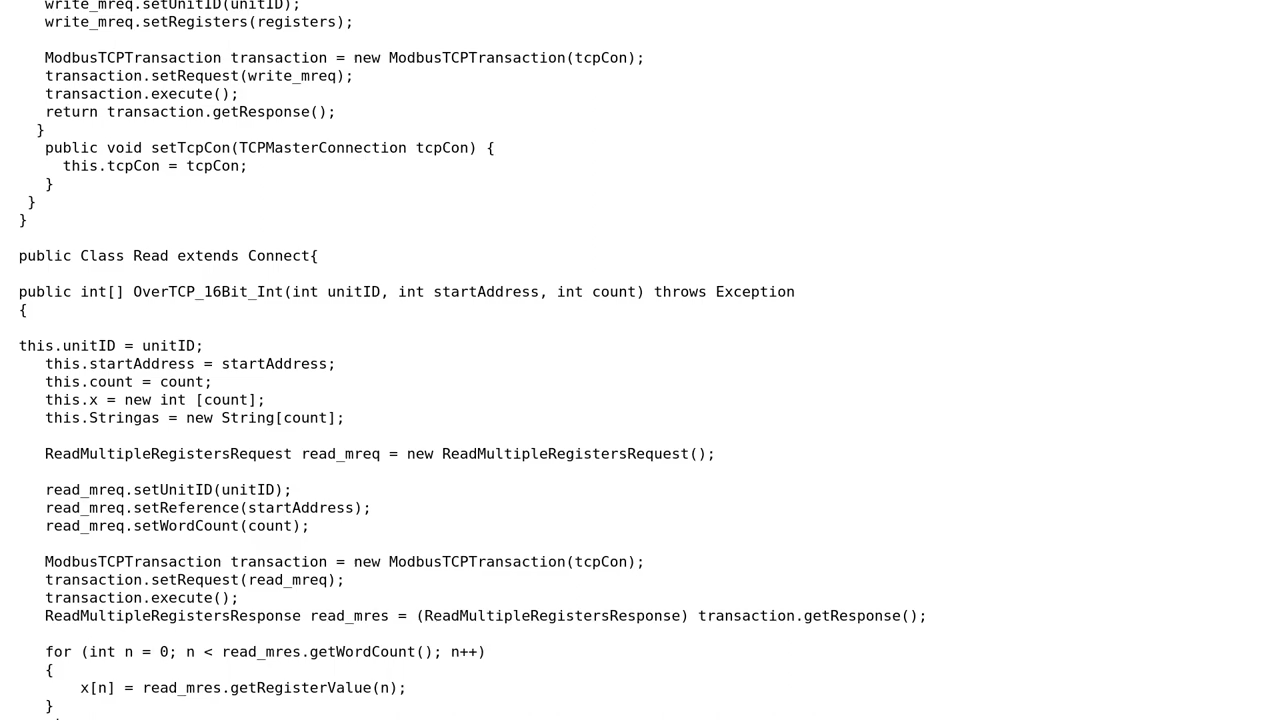 write_mreq.setUnitID(unitID);
write_mreq.setRegisters(registers);
ModbusTCPTransaction transaction = new ModbusTCPTransaction(tcpCon);
transaction.setRequest(write_mreq);
transaction.execute();
return transaction.getResponse();
}
public void setTcpCon(TCPMasterConnection tcpCon) {
this.tcpCon = tcpCon;
}
}
}
public Class Read extends Connect{
public int[] OverTCP_16Bit_Int(int unitID, int startAddress, int count) throws Exception
{
this.unitID = unitID;
this.startAddress = startAddress;
this.count = count;
this.x = new int [count];
this.Stringas = new String[count];
ReadMultipleRegistersRequest read_mreq = new ReadMultipleRegistersRequest();
read_mreq.setUnitID(unitID);
read_mreq.setReference(startAddress);
read_mreq.setWordCount(count);
ModbusTCPTransaction transaction = new ModbusTCPTransaction(tcpCon);
transaction.setRequest(read_mreq);
transaction.execute();
ReadMultipleRegistersResponse read_mres = (ReadMultipleRegistersResponse) transaction.getResponse();
for (int n = 0; n < read_mres.getWordCount(); n++)
{
x[n] = read_mres.getRegisterValue(n);
}